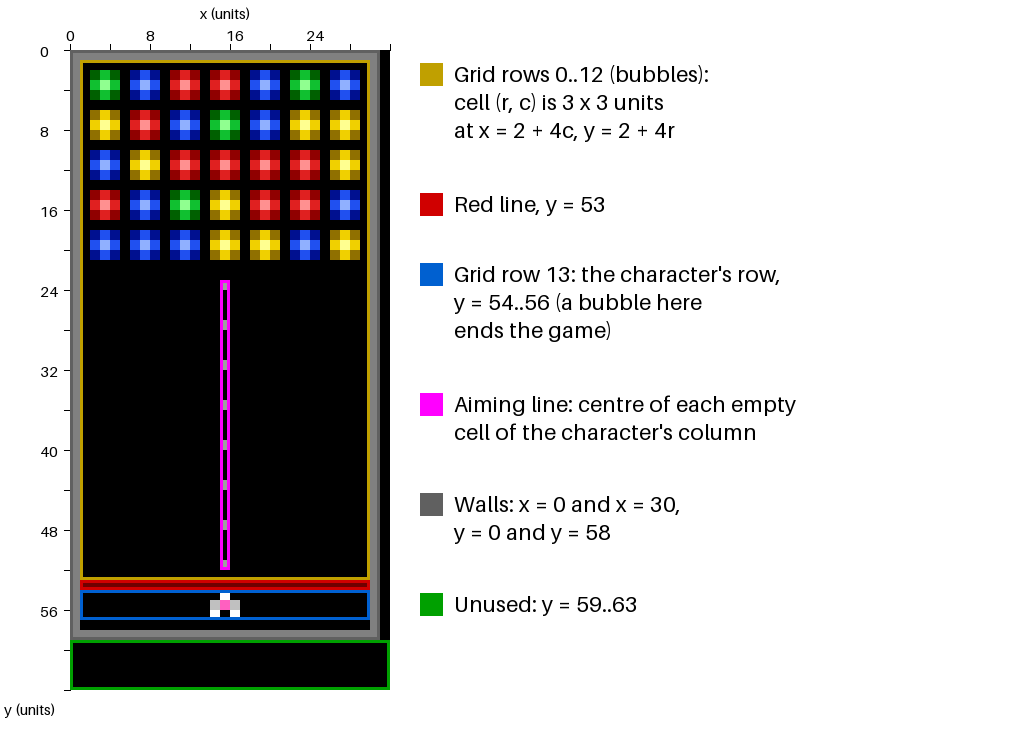 x (units)
0 8 16 24
0
8
16
24
32
40
48
56
y (units)
Grid rows 0..12 (bubbles):
cell (r, c) is 3 x 3 units
at x = 2 + 4c, y = 2 + 4r
Red line, y = 53
Grid row 13: the character's row,
y = 54..56 (a bubble here
ends the game)
Aiming line: centre of each empty
cell of the character's column
Walls: x = 0 and x = 30,
y = 0 and y = 58
Unused: y = 59..63